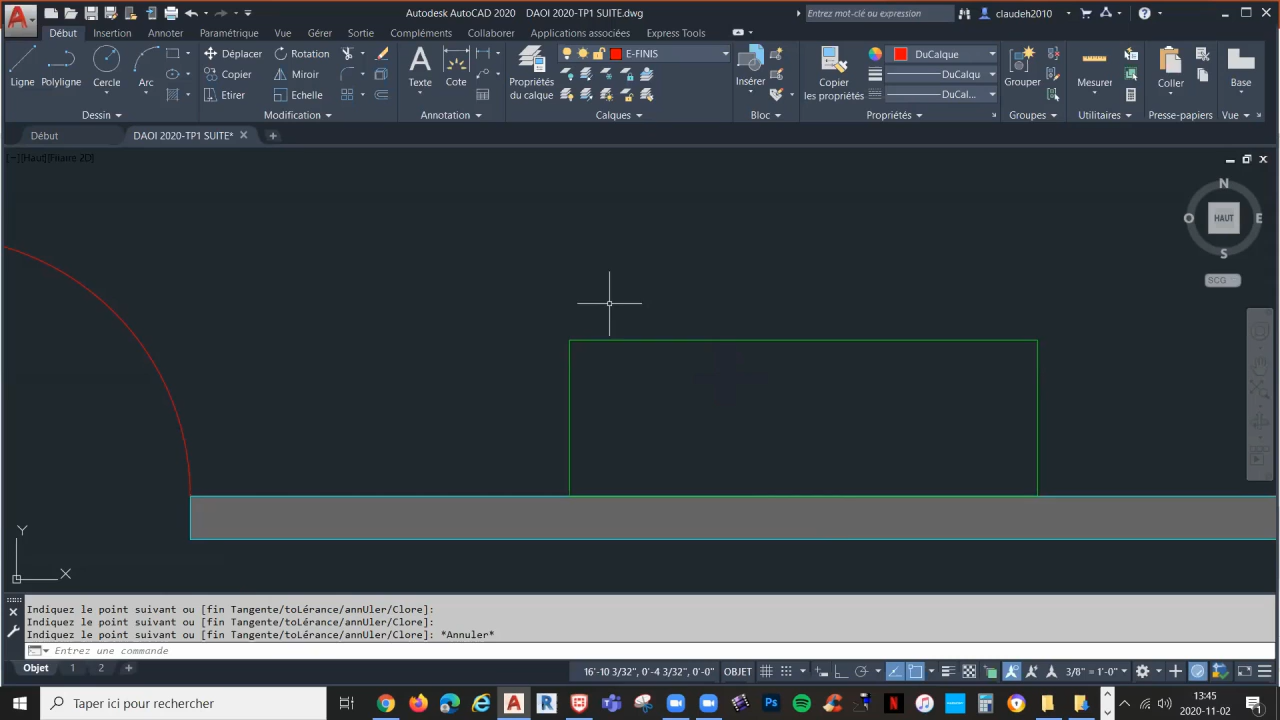 Autodesk AutoCAD 2020 DAOI 2020-TP1 SUITE.dwg
Entrez mot-clé ou expression
claudeh2010
Début Insertion Annoter Paramétrique Vue Gérer Sortie Compléments Collaborer Applications associées Express Tools
Ligne
Polyligne
Cercle
Arc
Dessin
Déplacer
Rotation
Copier
Miroir
Etirer
Echelle
Modification
Texte
Cote
Annotation
Propriétés
du calque
E-FINIS
Calques
Insérer
Bloc
Copier
les propriétés
DuCalque
DuCalqu
DuCal...
Propriétés
Grouper
Groupes
Mesurer
Utilitaires
Coller
Presse-papiers
Base
Vue
Début
DAOI 2020-TP1 SUITE*
[−][Haut][Filaire 2D]
N
O
HAUT
E
S
SCG
Y
X
Indiquez le point suivant ou [fin Tangente/toLérance/annUler/Clore]:
Indiquez le point suivant ou [fin Tangente/toLérance/annUler/Clore]:
Indiquez le point suivant ou [fin Tangente/toLérance/annUler/Clore]: *Annuler*
Entrez une commande
Objet 1 2
16'-10 3/32", 0'-4 3/32", 0'-0" OBJET
3/8" = 1'-0"
Taper ici pour rechercher
13:45
2020-11-02